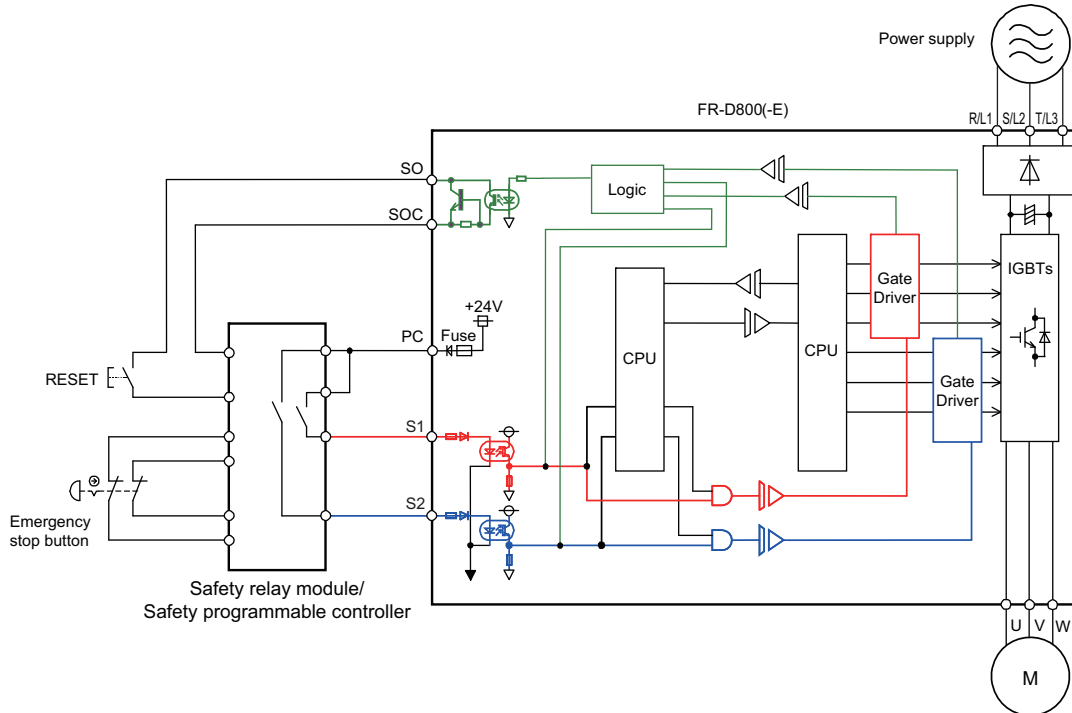 Power supply
FR-D800(-E)
R/L1 S/L2 T/L3
SO
Logic
SOC
IGBTs
Gate
Driver
+24V
PC
Fuse
CPU
CPU
RESET
Gate
Driver
S1
S2
Emergency
stop button
Safety relay module/
Safety programmable controller
U V W
M